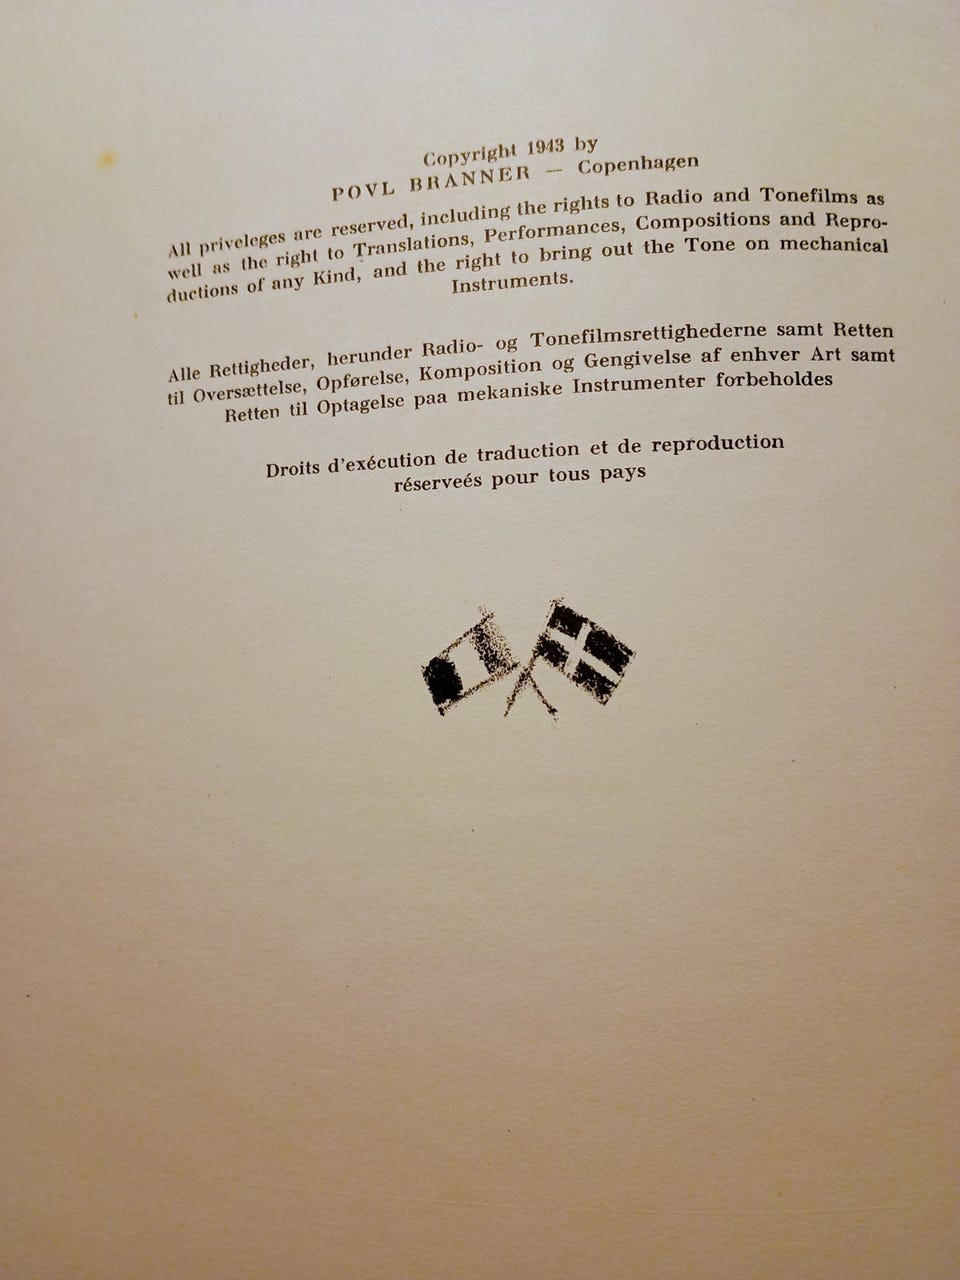 Copyright 1943 by
POVL BRANNER — Copenhagen
All priveleges are reserved, including the rights to Radio and Tonefilms as
well as the right to Translations, Performances, Compositions and Repro-
ductions of any Kind, and the right to bring out the Tone on mechanical
Instruments.
Alle Rettigheder, herunder Radio- og Tonefilmsrettighederne samt Retten
til Oversættelse, Opførelse, Komposition og Gengivelse af enhver Art samt
Retten til Optagelse paa mekaniske Instrumenter forbeholdes
Droits d'exécution de traduction et de reproduction
réserveés pour tous pays